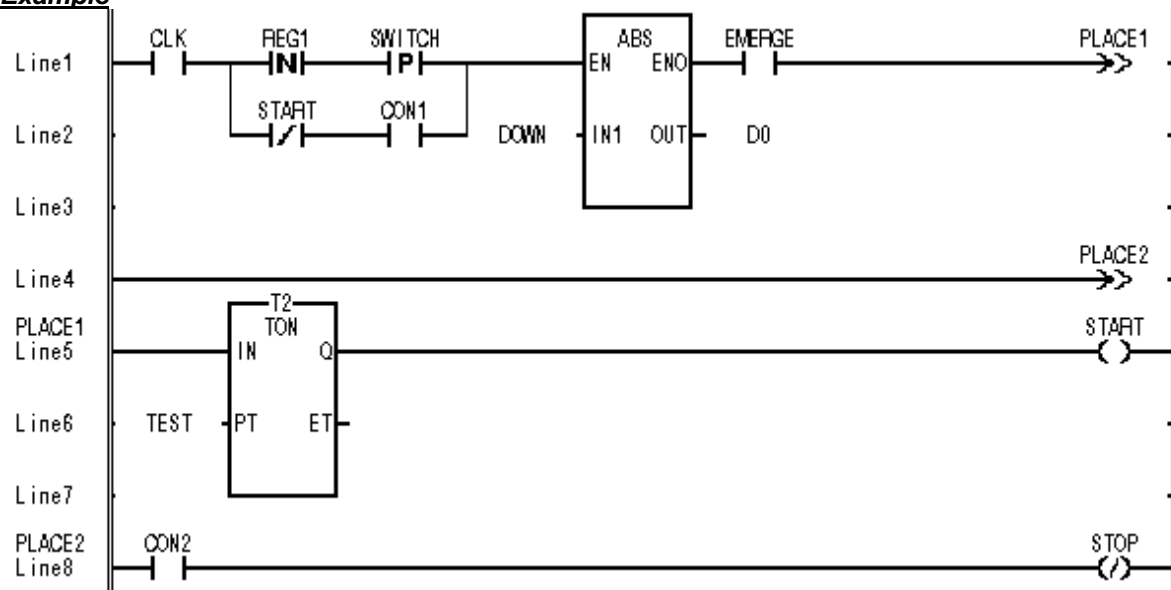 Example
CLK REG1 SWITCH ABS EMERGE PLACE1
Line1 N P EN ENO
START CON1
Line2 DOWN IN1 OUT D0
Line3
PLACE2
Line4
T2
PLACE1 TON START
Line5 IN Q
Line6 TEST PT ET
Line7
PLACE2 CON2 STOP
Line8